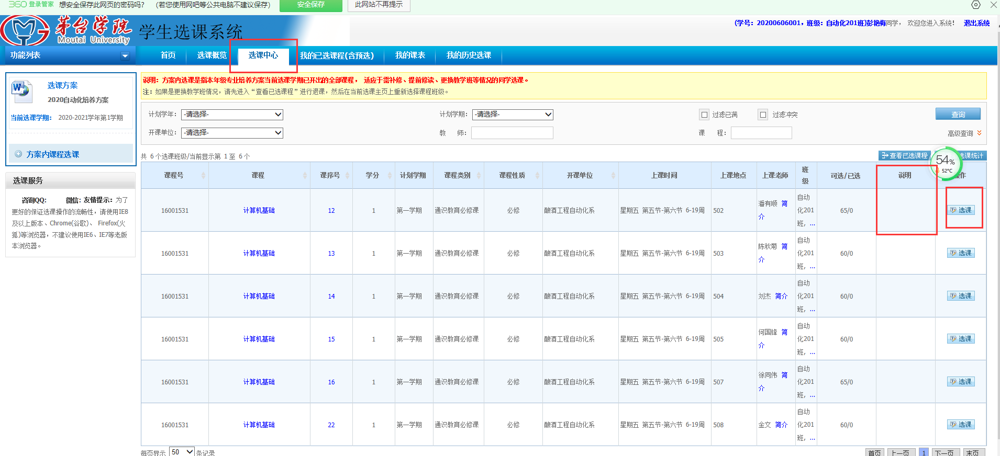 360 登录管家 想安全保存此网页的密码吗? (若您使用网吧等公共电脑不建议保存) 安全保存 此网站不再提示
茅台学院 Moutai University 学生选课系统
(学号: 20200606001, 班级: 自动化201班)彭艳梅同学, 欢迎您进入系统! 退出系统
功能列表 首页 选课概览 选课中心 我的已选课程(含预选) 我的课表 我的历史选课
选课方案
2020自动化培养方案
当前选课学期: 2020-2021学年第1学期
方案内课程选课
选课服务
咨询QQ: 微信: 友情提示: 为了
更好的保证选课操作的流畅性, 请使用IE8
及以上版本、Chrome(谷歌)、 Firefox(火
狐)等浏览器, 不建议使用IE6、IE7等老版
本浏览器。
说明: 方案内选课是指本年级专业培养方案当前选课学期已开出的全部课程, 适应于需补修、提前修读、更换教学班等情况的同学选课。
注: 如果是更换教学班情况, 请先进入“查看已选课程”进行退课, 然后在当前选课主页上重新选择课程班级。
计划学年: -请选择- 计划学期: -请选择- 过滤已满 过滤冲突 查询
开课单位: -请选择- 教 师: 课 程: 高级查询
共 6 个选课班级/当前显示第 1 至 6 个 查看已选课程 选课统计
54% 52°C
课程号 课程 课序号 学分 计划学期 课程类别 课程性质 开课单位 上课时间 上课地点 上课老师 班级 可选/已选 说明 操作
16001531 计算机基础 12 1 第一学期 通识教育必修课 必修 酿酒工程自动化系 星期五 第五节-第六节 6-19周 502 潘有顺 简介 自动化201班, ... 65/0 选课
16001531 计算机基础 13 1 第一学期 通识教育必修课 必修 酿酒工程自动化系 星期五 第五节-第六节 6-19周 503 陈秋菊 简介 自动化201班, ... 60/0 选课
16001531 计算机基础 14 1 第一学期 通识教育必修课 必修 酿酒工程自动化系 星期五 第五节-第六节 6-19周 504 刘杰 简介 自动化201班, ... 60/0 选课
16001531 计算机基础 15 1 第一学期 通识教育必修课 必修 酿酒工程自动化系 星期五 第五节-第六节 6-19周 505 何国锋 简介 自动化201班, ... 60/0 选课
16001531 计算机基础 16 1 第一学期 通识教育必修课 必修 酿酒工程自动化系 星期五 第五节-第六节 6-19周 507 徐同伟 简介 自动化201班, ... 65/0 选课
16001531 计算机基础 22 1 第一学期 通识教育必修课 必修 酿酒工程自动化系 星期五 第五节-第六节 6-19周 508 金文 简介 自动化201班, ... 60/0 选课
每页显示 50 条记录 首页 上一页 1 下一页 末页